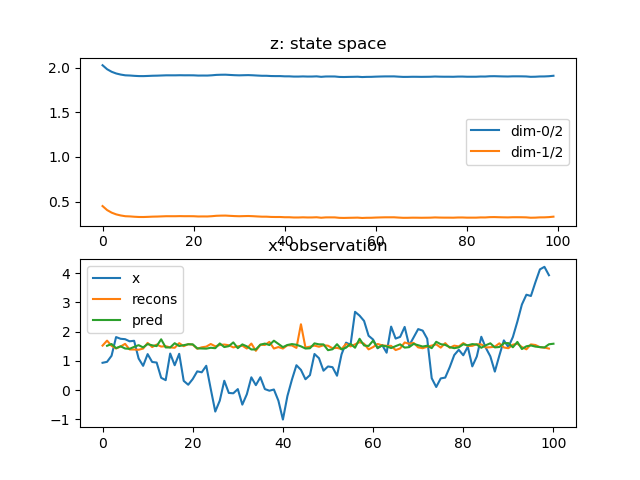 z: state space
2.0
1.5
1.0
0.5
dim-0/2
dim-1/2
0 20 40 60 80 100
x: observation
4
3
2
1
0
−1
x
recons
pred
0 20 40 60 80 100